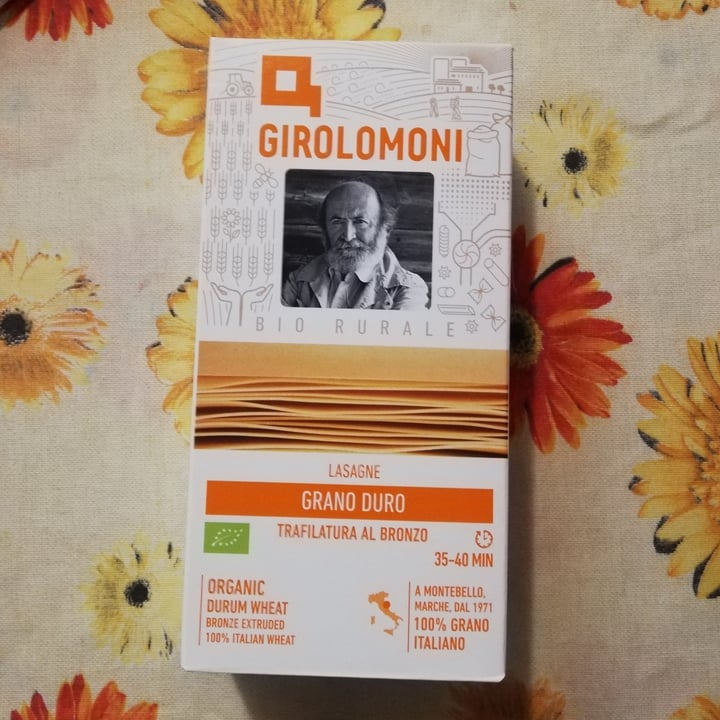 GIROLOMONI
BIO RURALE
LASAGNE
GRANO DURO
TRAFILATURA AL BRONZO
35-40 MIN
ORGANIC
DURUM WHEAT
BRONZE EXTRUDED
100% ITALIAN WHEAT
A MONTEBELLO,
MARCHE, DAL 1971
100% GRANO
ITALIANO